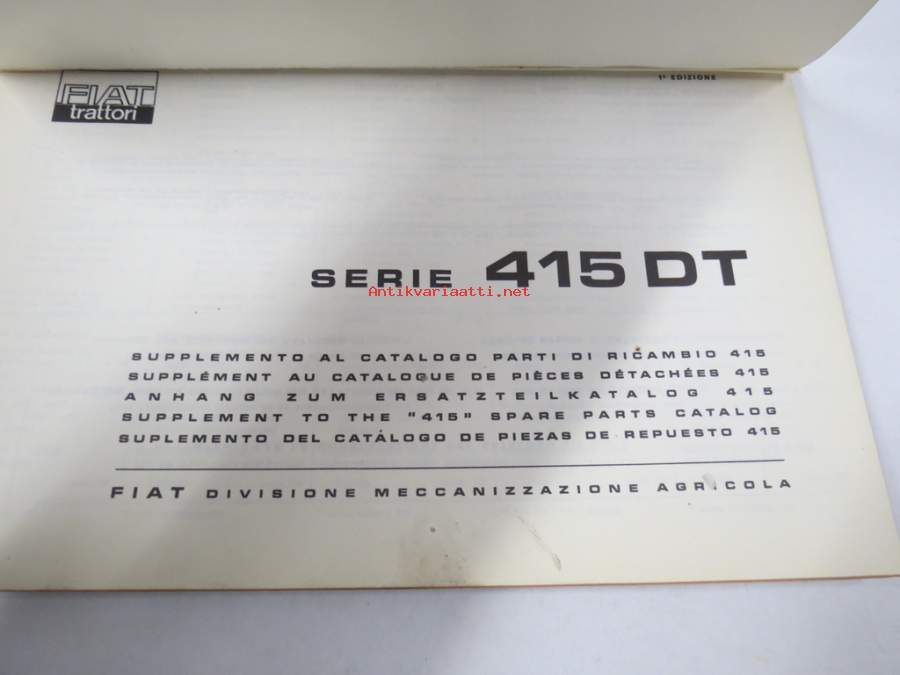 1ª EDIZIONE
FIAT
trattori
SERIE 415 DT
Antikvariaatti.net
SUPPLEMENTO AL CATALOGO PARTI DI RICAMBIO 415
SUPPLÉMENT AU CATALOGUE DE PIÈCES DÉTACHÉES 415
ANHANG ZUM ERSATZTEILKATALOG 415
SUPPLEMENT TO THE "415" SPARE PARTS CATALOG
SUPLEMENTO DEL CATÁLOGO DE PIEZAS DE REPUESTO 415
FIAT DIVISIONE MECCANIZZAZIONE AGRICOLA